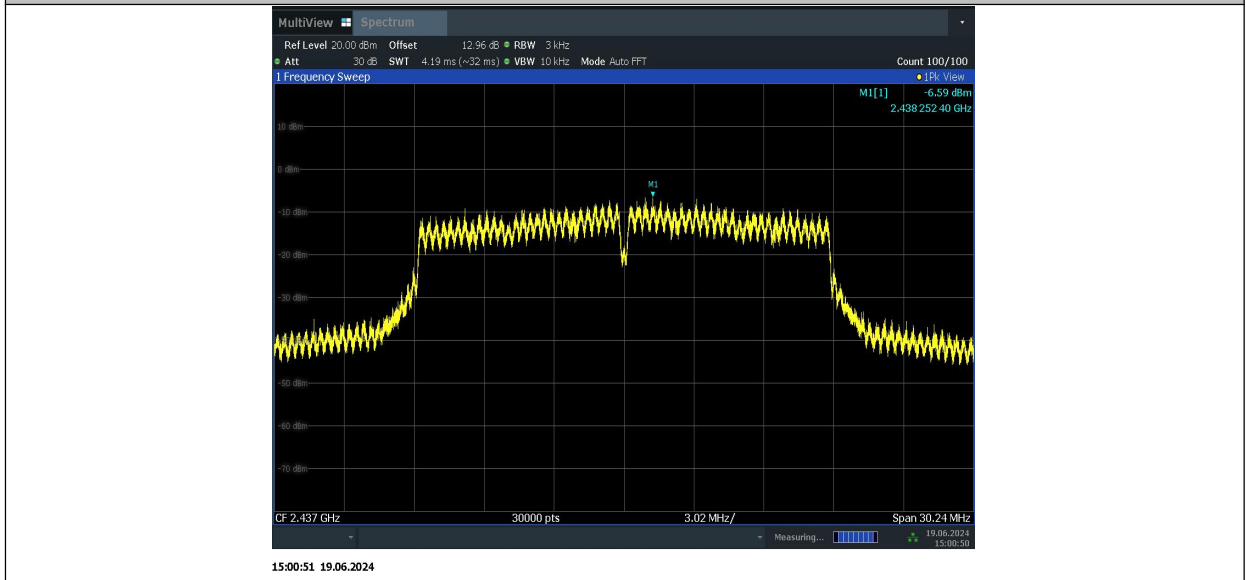 MultiView Spectrum
Ref Level 20.00 dBm Offset 12.96 dB RBW 3 kHz
Att 30 dB SWT 4.19 ms (~32 ms) VBW 10 kHz Mode Auto FFT Count 100/100
1 Frequency Sweep 1Pk View
M1[1] -6.59 dBm
2.438 252 40 GHz
10 dBm
0 dBm
M1
-10 dBm
-20 dBm
-30 dBm
-50 dBm
-60 dBm
-70 dBm
CF 2.437 GHz 30000 pts 3.02 MHz/ Span 30.24 MHz
Measuring... 19.06.2024
15:00:50
15:00:51 19.06.2024